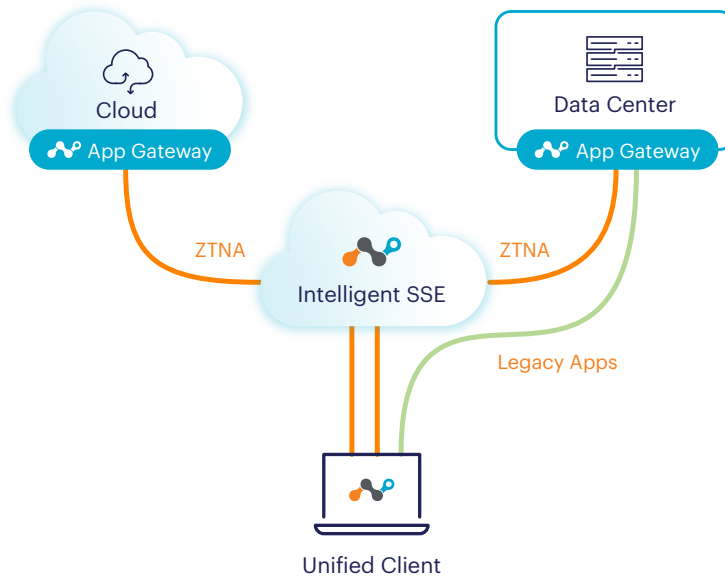 Cloud
App Gateway
Data Center
App Gateway
ZTNA
ZTNA
Intelligent SSE
Legacy Apps
Unified Client